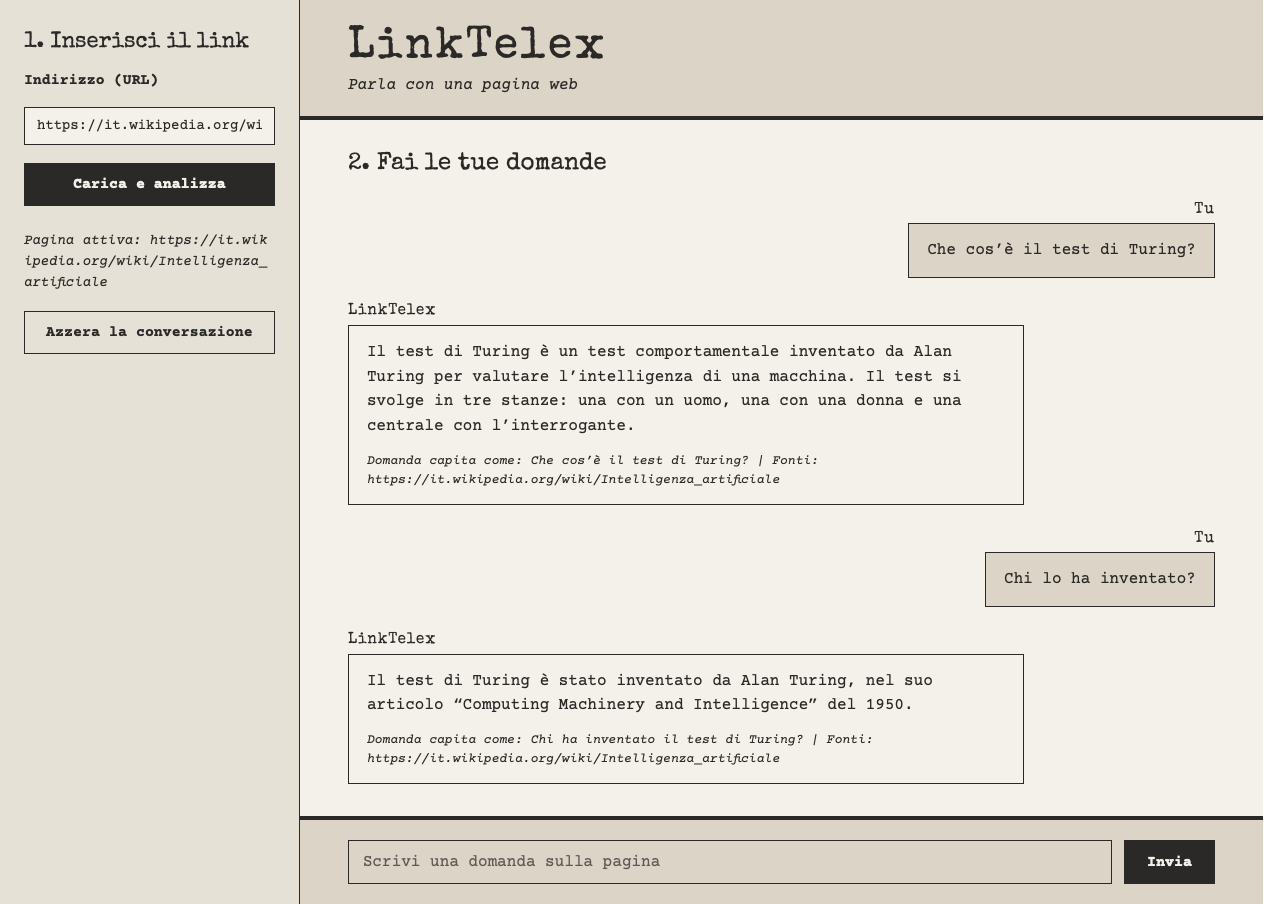 1. Inserisci il link
Indirizzo (URL)
https://it.wikipedia.org/wi
Carica e analizza
Pagina attiva: https://it.wik
ipedia.org/wiki/Intelligenza_
artificiale
Azzera la conversazione
LinkTelex
Parla con una pagina web
2. Fai le tue domande
Tu
Che cos’è il test di Turing?
LinkTelex
Il test di Turing è un test comportamentale inventato da Alan
Turing per valutare l’intelligenza di una macchina. Il test si
svolge in tre stanze: una con un uomo, una con una donna e una
centrale con l’interrogante.
Domanda capita come: Che cos’è il test di Turing? | Fonti:
https://it.wikipedia.org/wiki/Intelligenza_artificiale
Tu
Chi lo ha inventato?
LinkTelex
Il test di Turing è stato inventato da Alan Turing, nel suo
articolo “Computing Machinery and Intelligence” del 1950.
Domanda capita come: Chi ha inventato il test di Turing? | Fonti:
https://it.wikipedia.org/wiki/Intelligenza_artificiale
Scrivi una domanda sulla pagina
Invia